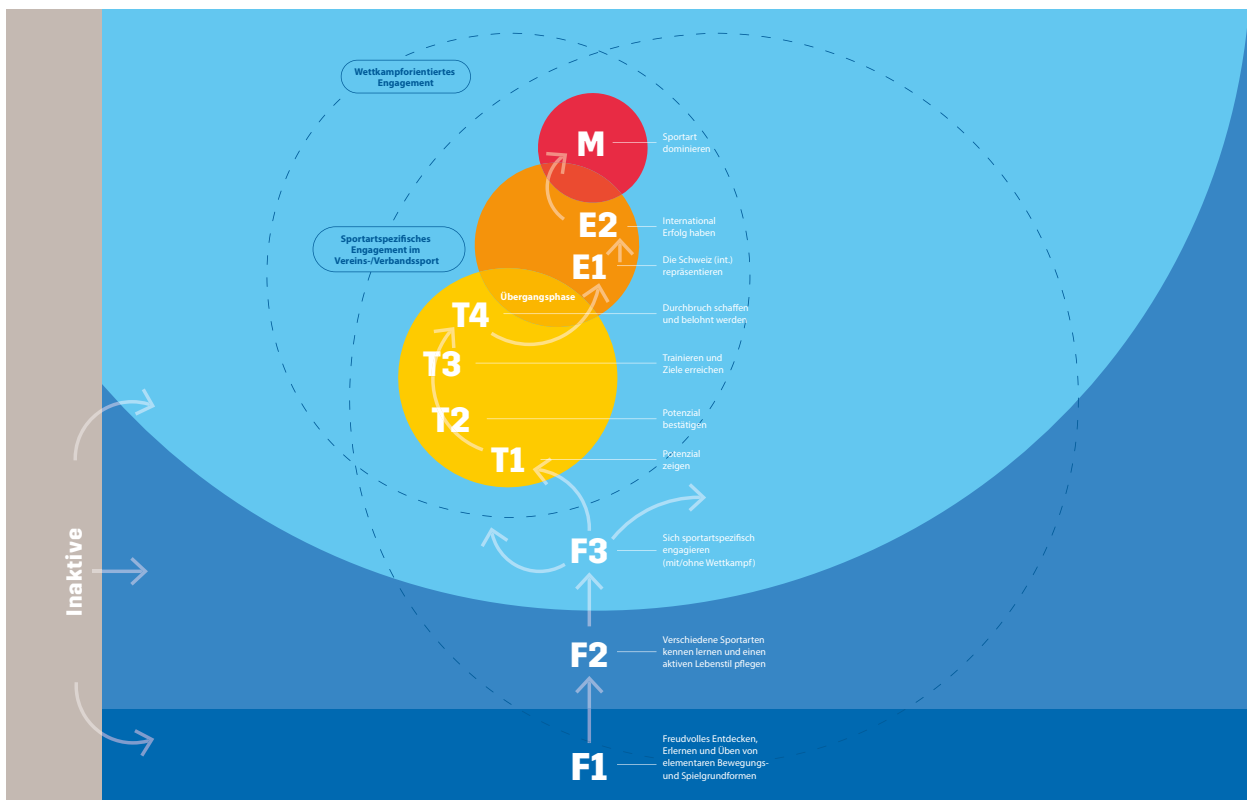 Wettkampforientiertes
Engagement
M
Sportart
dominieren
E2
International
Erfolg haben
Sportartspezifisches
Engagement im
Vereins-/Verbandssport
E1
Die Schweiz (int.)
repräsentieren
Übergangsphase
T4
Durchbruch schaffen
und belohnt werden
T3
Trainieren und
Ziele erreichen
T2
Potenzial
bestätigen
T1
Potenzial
zeigen
F3
Sich sportartspezifisch
engagieren
(mit/ohne Wettkampf)
Inaktive
F2
Verschiedene Sportarten
kennen lernen und einen
aktiven Lebenstil pflegen
F1
Freudvolles Entdecken,
Erlernen und Üben von
elementaren Bewegungs-
und Spielgrundformen